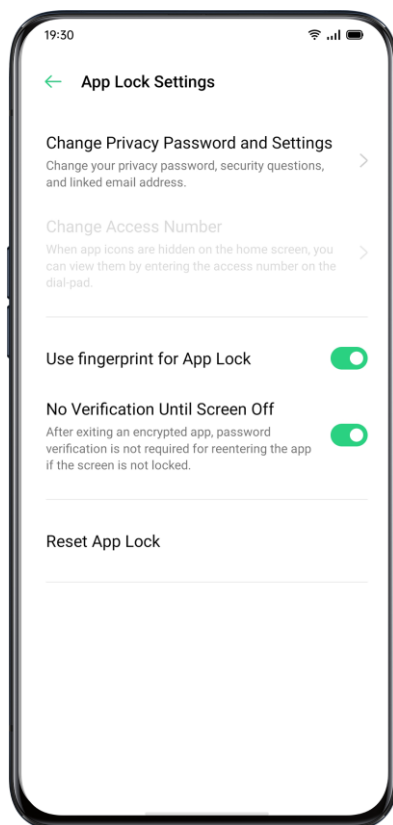 19:30
App Lock Settings
Change Privacy Password and Settings
Change your privacy password, security questions,
and linked email address.
Change Access Number
When app icons are hidden on the home screen, you
can view them by entering the access number on the
dial-pad.
Use fingerprint for App Lock
No Verification Until Screen Off
After exiting an encrypted app, password
verification is not required for reentering the app
if the screen is not locked.
Reset App Lock